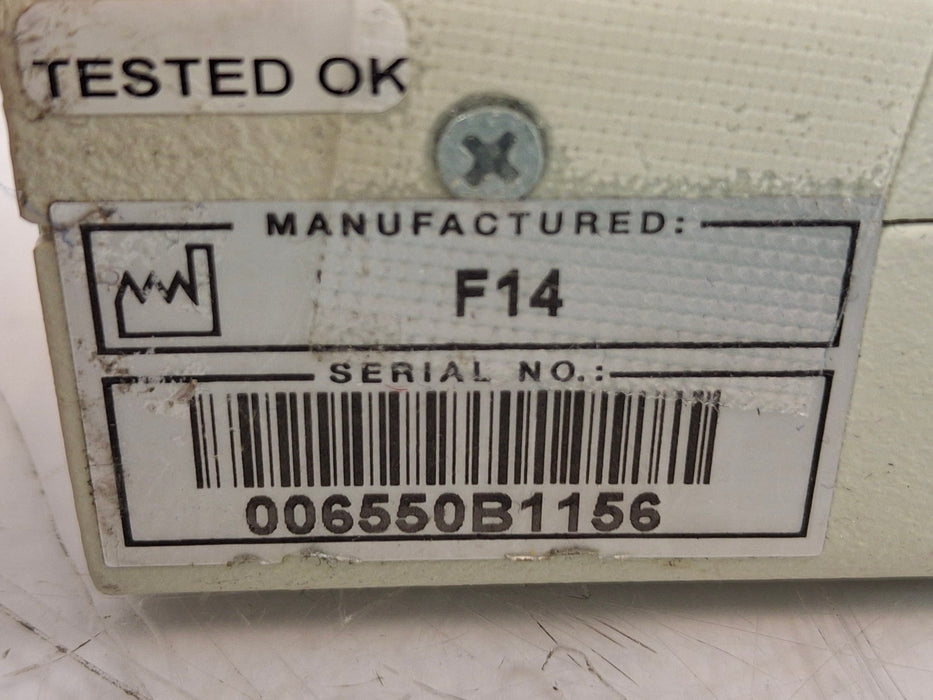 TESTED OK
MANUFACTURED:
F14
SERIAL NO.:
006550B1156